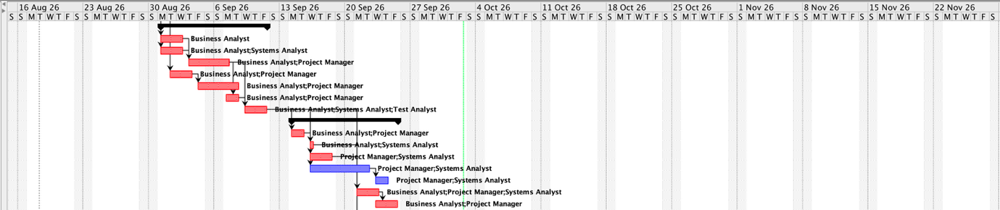 16 Aug 26 23 Aug 26 30 Aug 26 6 Sep 26 13 Sep 26 20 Sep 26 27 Sep 26 4 Oct 26 11 Oct 26 18 Oct 26 25 Oct 26 1 Nov 26 8 Nov 26 15 Nov 26 22 Nov 26
S S M T W T F S S M T W T F S S M T W T F S S M T W T F S S M T W T F S S M T W T F S S M T W T F S S M T W T F S S M T W T F S S M T W T F S S M T W T F S S M T W T F S S M T W T F S S M T W T F S S M T W T F S
Business Analyst
Business Analyst;Systems Analyst
Business Analyst;Project Manager
Business Analyst;Project Manager
Business Analyst;Project Manager
Business Analyst;Project Manager
Business Analyst;Systems Analyst;Test Analyst
Business Analyst;Project Manager
Business Analyst;Systems Analyst
Project Manager;Systems Analyst
Project Manager;Systems Analyst
Project Manager;Systems Analyst
Business Analyst;Project Manager;Systems Analyst
Business Analyst;Project Manager